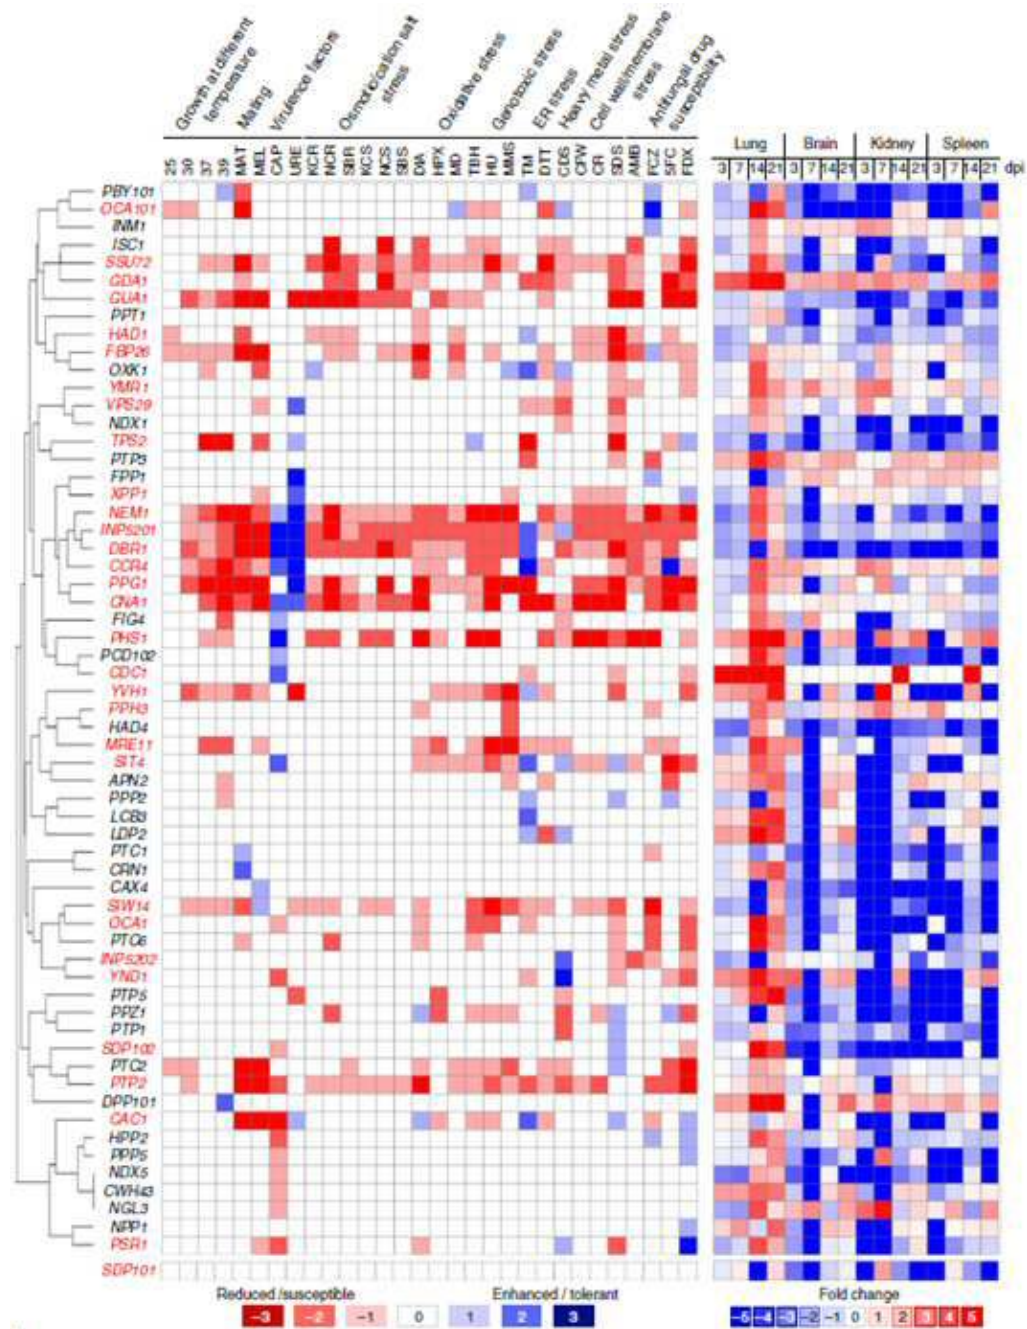 Growth at different temperature
Mating
Virulence factors
Osmotic/cation salt stress
Oxidative stress
Genotoxic stress
ER stress
Heavy metal stress
Cell wall/membrane stress
Antifungal drug susceptibility
25 30 37 39 MAT MEL CAP URE KCR NCR SBR KCS NCS SBS DIA HPX MD TBH HU MMS TM DTT CDS CFW CR SDS AMB FCZ 5FC FDX
Lung Brain Kidney Spleen
3 7 14 21 3 7 14 21 3 7 14 21 3 7 14 21 dpi
PBY101
OCA101
INM1
ISC1
SSU72
GDA1
GUA1
PPT1
HAD1
FBP26
OXK1
YMR1
VPS29
NDX1
TPS2
PTP3
FPP1
XPP1
NEM1
INP5201
DBR1
CCR4
PPG1
CNA1
FIG4
PHS1
PCD102
CDC1
YVH1
PPH3
HAD4
MRE11
SIT4
APN2
PPP2
LCB3
LDP2
PTC1
CRN1
CAX4
SIW14
OCA1
PTC6
INP5202
YND1
PTP5
PPZ1
PTP1
SDP102
PTC2
PTP2
DPP101
CAC1
HPP2
PPP5
NDX5
CWH43
NGL3
NPP1
PSR1
SDP101
Reduced /susceptible Enhanced / tolerant Fold change
−3 −2 −1 0 1 2 3 −5 −4 −3 −2 −1 0 1 2 3 4 5